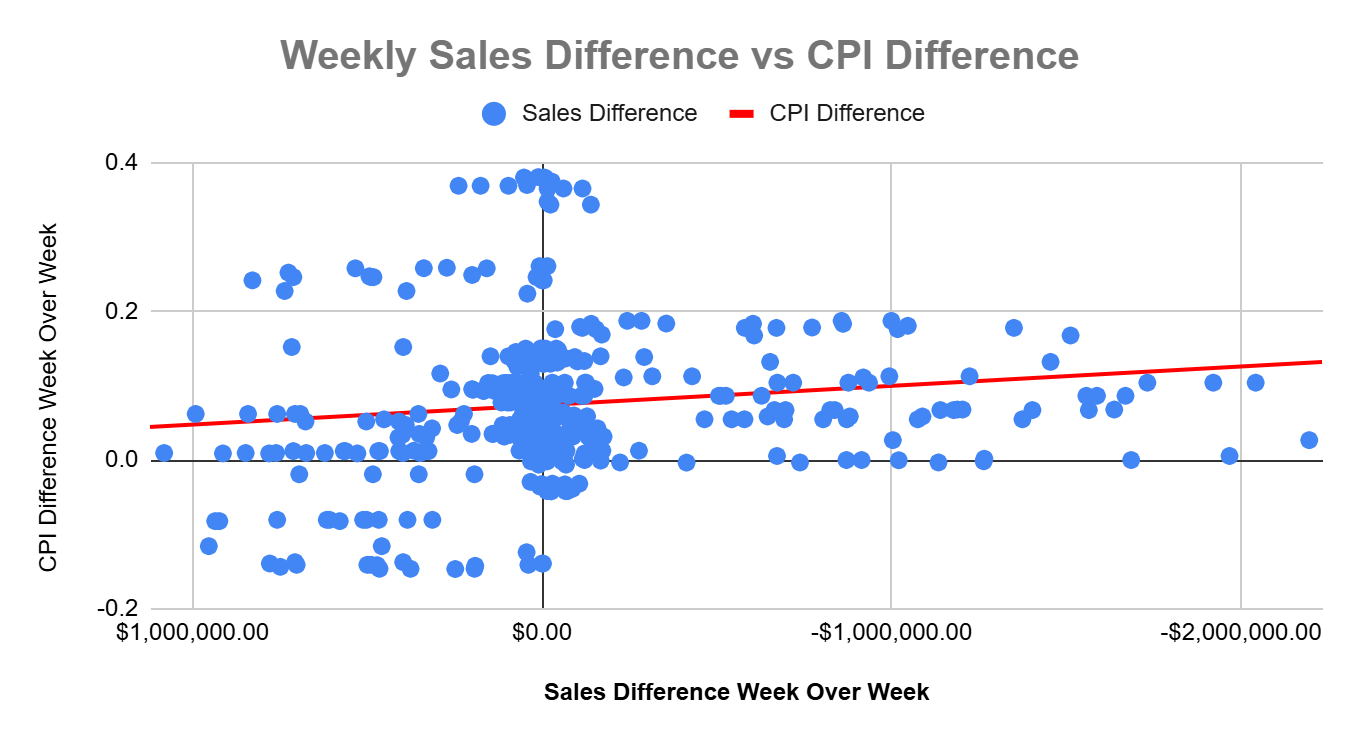 Weekly Sales Difference vs CPI Difference
Sales Difference CPI Difference
CPI Difference Week Over Week
0.4
0.2
0.0
-0.2
$1,000,000.00 $0.00 -$1,000,000.00 -$2,000,000.00
Sales Difference Week Over Week